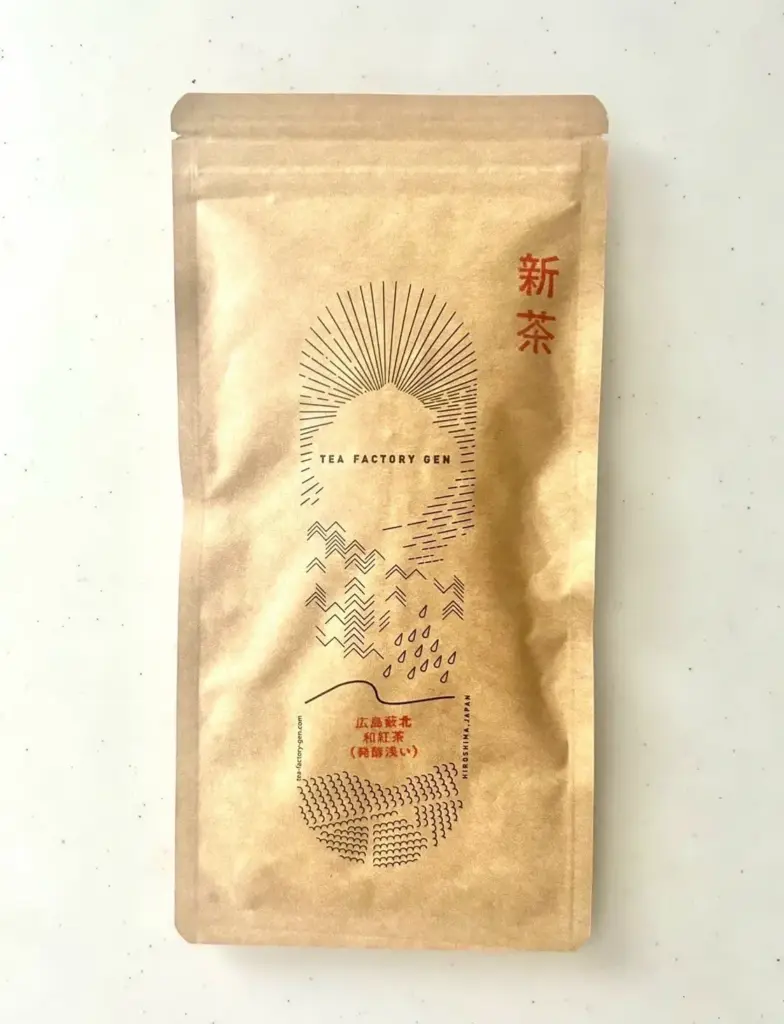 新茶
TEA FACTORY GEN
広島藪北
和紅茶
(発酵浅い)
tea-factory-gen.com
HIROSHIMA,JAPAN